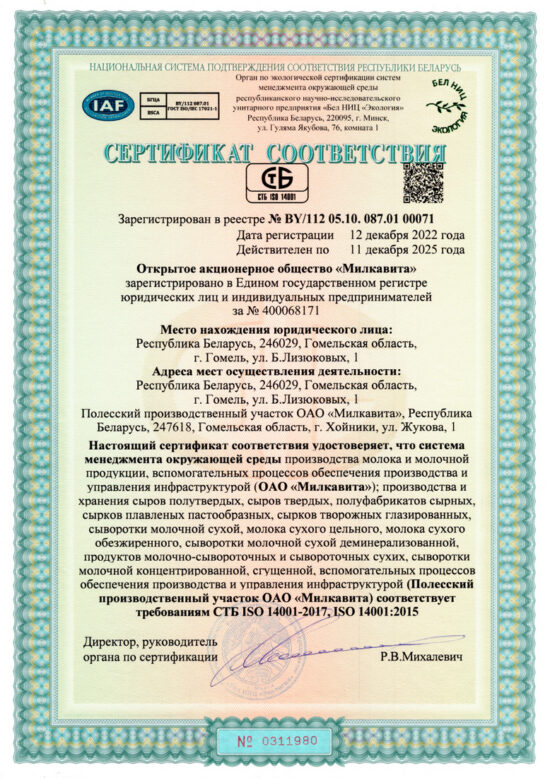 НАЦИОНАЛЬНАЯ СИСТЕМА ПОДТВЕРЖДЕНИЯ СООТВЕТСТВИЯ РЕСПУБЛИКИ БЕЛАРУСЬ
IAF
БГЦА
BSCA
BY/112 087.01
ГОСТ ISO/IEC 17021-1
Орган по экологической сертификации систем
менеджмента окружающей среды
республиканского научно-исследовательского
унитарного предприятия «Бел НИЦ «Экология»
Республика Беларусь, 220095, г. Минск,
ул. Гуляма Якубова, 76, комната 1
БЕЛ НИЦ
ЭКОЛОГИЯ
СЕРТИФИКАТ СООТВЕТСТВИЯ
СТБ
СТБ ISO 14001
Зарегистрирован в реестре № BY/112 05.10. 087.01 00071
Дата регистрации 12 декабря 2022 года
Действителен по 11 декабря 2025 года
Открытое акционерное общество «Милкавита»
зарегистрировано в Едином государственном регистре
юридических лиц и индивидуальных предпринимателей
за № 400068171
Место нахождения юридического лица:
Республика Беларусь, 246029, Гомельская область,
г. Гомель, ул. Б.Лизюковых, 1
Адреса мест осуществления деятельности:
Республика Беларусь, 246029, Гомельская область,
г. Гомель, ул. Б.Лизюковых, 1
Полесский производственный участок ОАО «Милкавита», Республика
Беларусь, 247618, Гомельская область, г. Хойники, ул. Жукова, 1
Настоящий сертификат соответствия удостоверяет, что система
менеджмента окружающей среды производства молока и молочной
продукции, вспомогательных процессов обеспечения производства и
управления инфраструктурой (ОАО «Милкавита»); производства и
хранения сыров полутвердых, сыров твердых, полуфабрикатов сырных,
сырков плавленых пастообразных, сырков творожных глазированных,
сыворотки молочной сухой, молока сухого цельного, молока сухого
обезжиренного, сыворотки молочной сухой деминерализованной,
продуктов молочно-сывороточных и сывороточных сухих, сыворотки
молочной концентрированной, сгущенной, вспомогательных процессов
обеспечения производства и управления инфраструктурой (Полесский
производственный участок ОАО «Милкавита) соответствует
требованиям СТБ ISO 14001-2017, ISO 14001:2015
Директор, руководитель
органа по сертификации
Р.В.Михалевич
№ 0311980